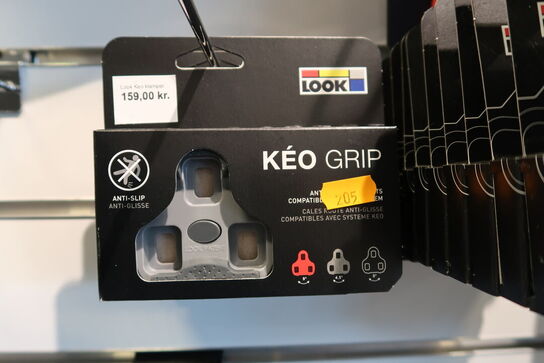 Look Keo klamper
159,00 kr.
LOOK
KÉO GRIP
205
ANTI-SLIP
ANTI-GLISSE
CALES ROUTE ANTI-GLISSE
COMPATIBLES AVEC SYSTEME KEO